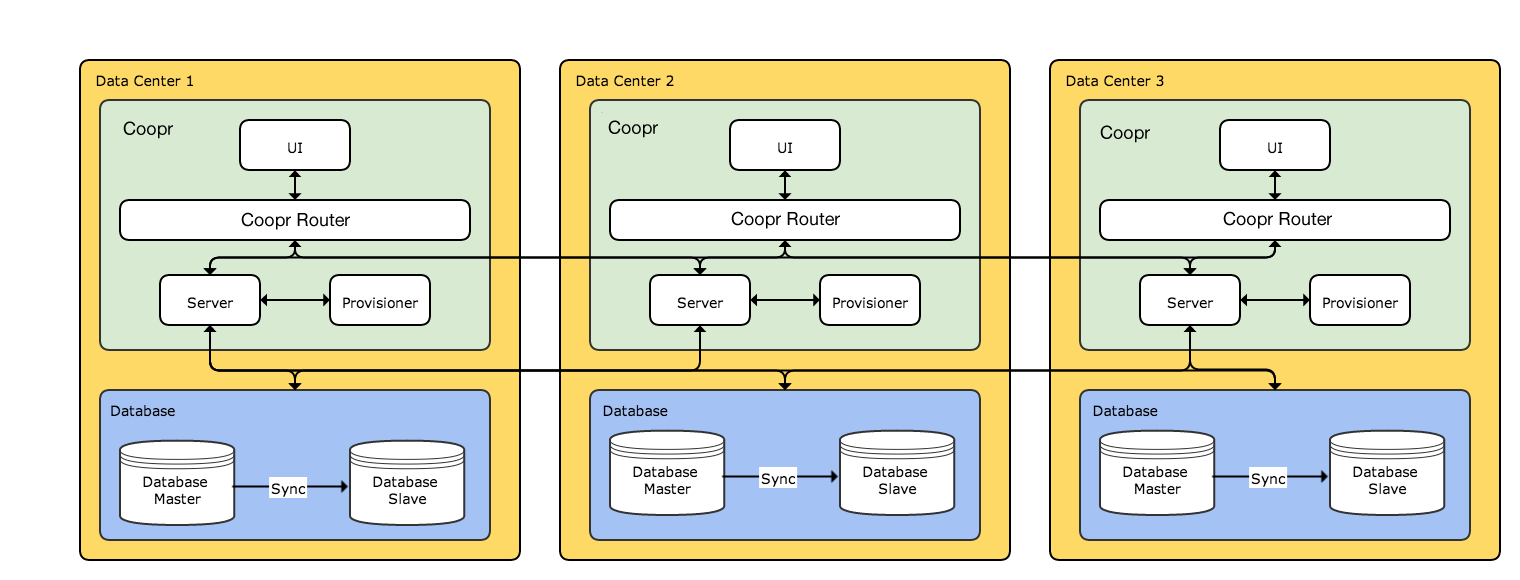 Data Center 1
Coopr
UI
Coopr Router
Server
Provisioner
Database
Database
Master
Sync
Database
Slave
Data Center 2
Coopr
UI
Coopr Router
Server
Provisioner
Database
Database
Master
Sync
Database
Slave
Data Center 3
Coopr
UI
Coopr Router
Server
Provisioner
Database
Database
Master
Sync
Database
Slave